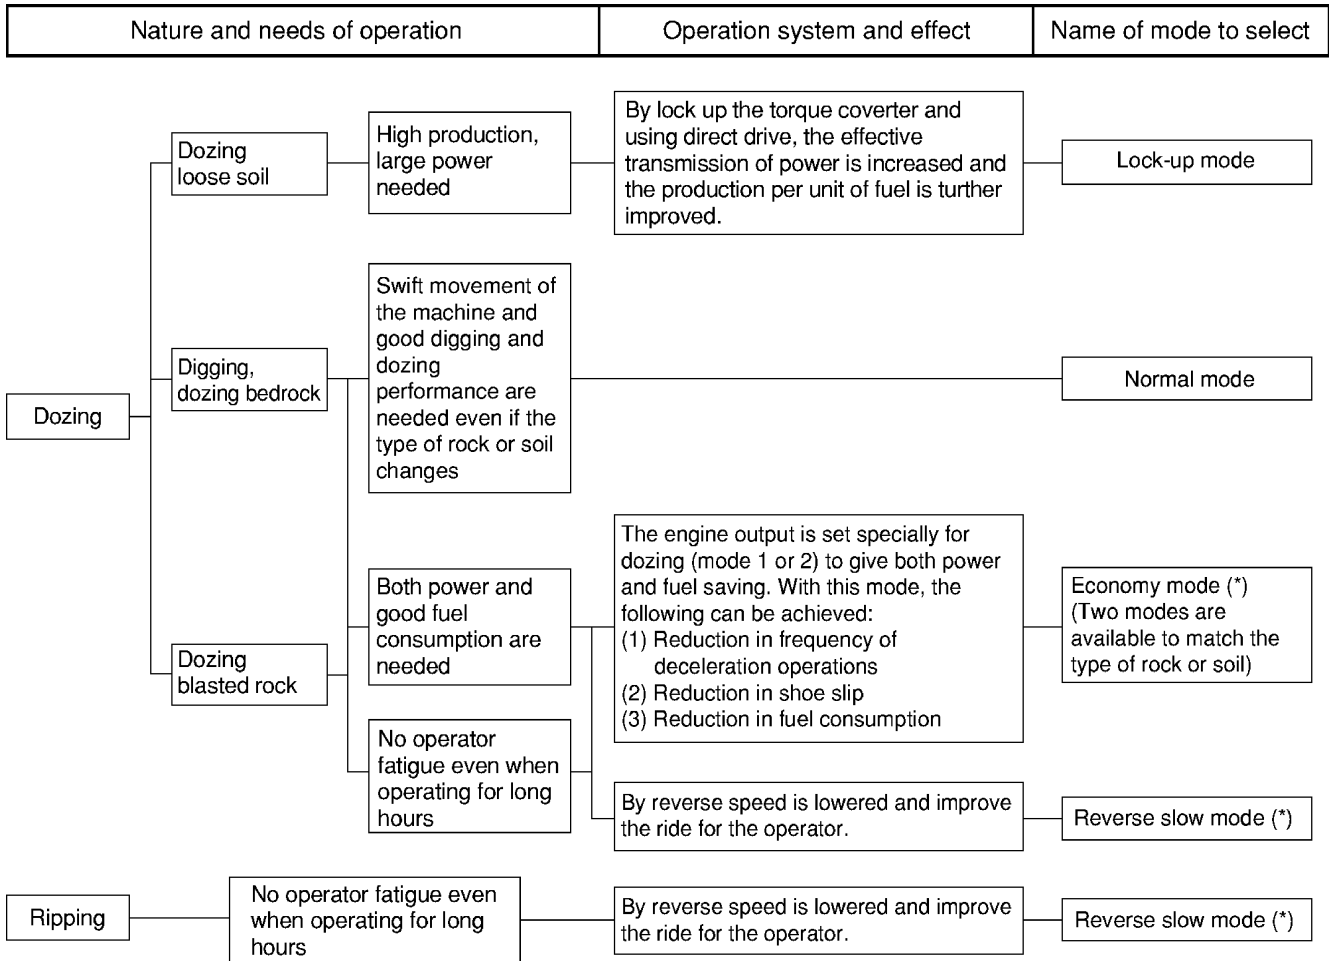 Nature and needs of operation
Operation system and effect
Name of mode to select
Dozing
Dozing
loose soil
High production,
large power
needed
By lock up the torque coverter and
using direct drive, the effective
transmission of power is increased and
the production per unit of fuel is turther
improved.
Lock-up mode
Digging,
dozing bedrock
Swift movement of
the machine and
good digging and
dozing
performance are
needed even if the
type of rock or soil
changes
Normal mode
Dozing
blasted rock
Both power and
good fuel
consumption are
needed
The engine output is set specially for
dozing (mode 1 or 2) to give both power
and fuel saving. With this mode, the
following can be achieved:
(1) Reduction in frequency of
deceleration operations
(2) Reduction in shoe slip
(3) Reduction in fuel consumption
Economy mode (*)
(Two modes are
available to match the
type of rock or soil)
No operator
fatigue even when
operating for long
hours
By reverse speed is lowered and improve
the ride for the operator.
Reverse slow mode (*)
Ripping
No operator fatigue even
when operating for long
hours
By reverse speed is lowered and improve
the ride for the operator.
Reverse slow mode (*)